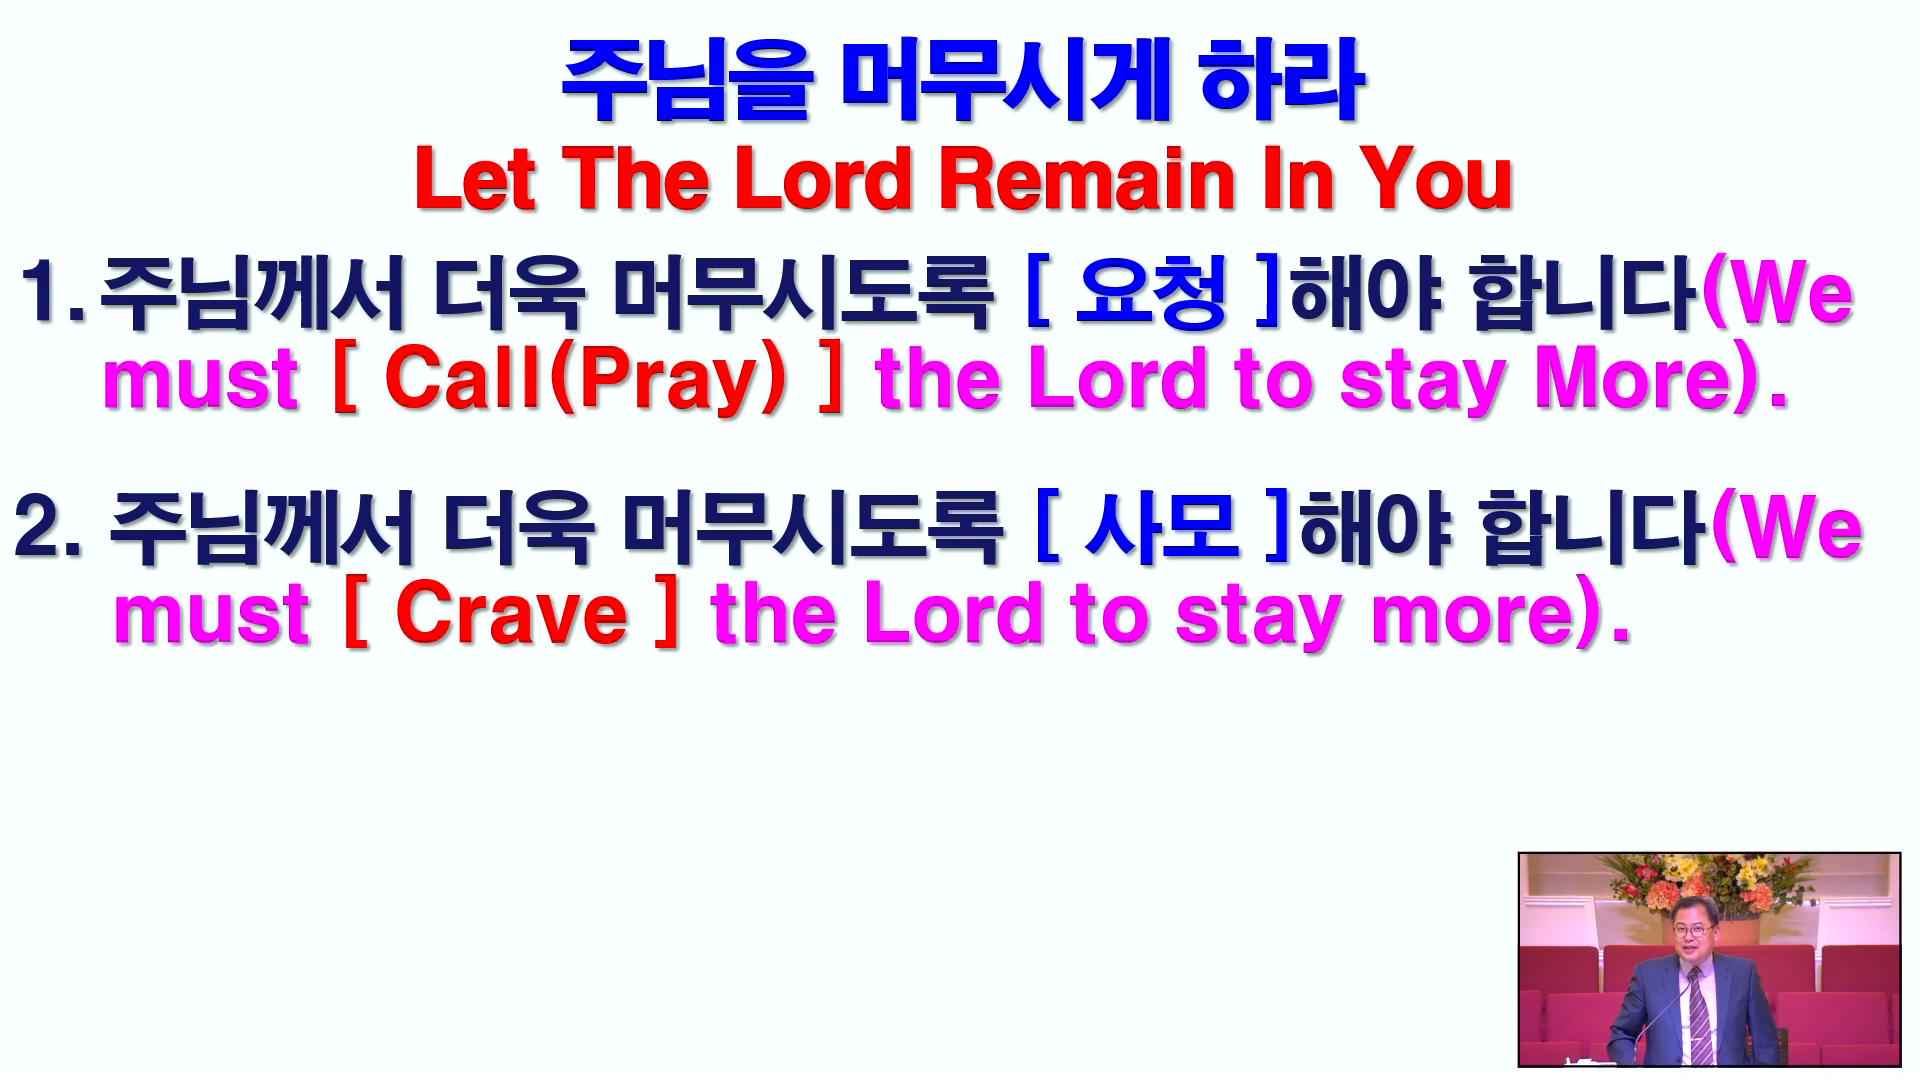 주님을 머무시게 하라
Let The Lord Remain In You
1. 주님께서 더욱 머무시도록 [ 요청 ]해야 합니다(We
must [ Call(Pray) ] the Lord to stay More).
2. 주님께서 더욱 머무시도록 [ 사모 ]해야 합니다(We
must [ Crave ] the Lord to stay more).